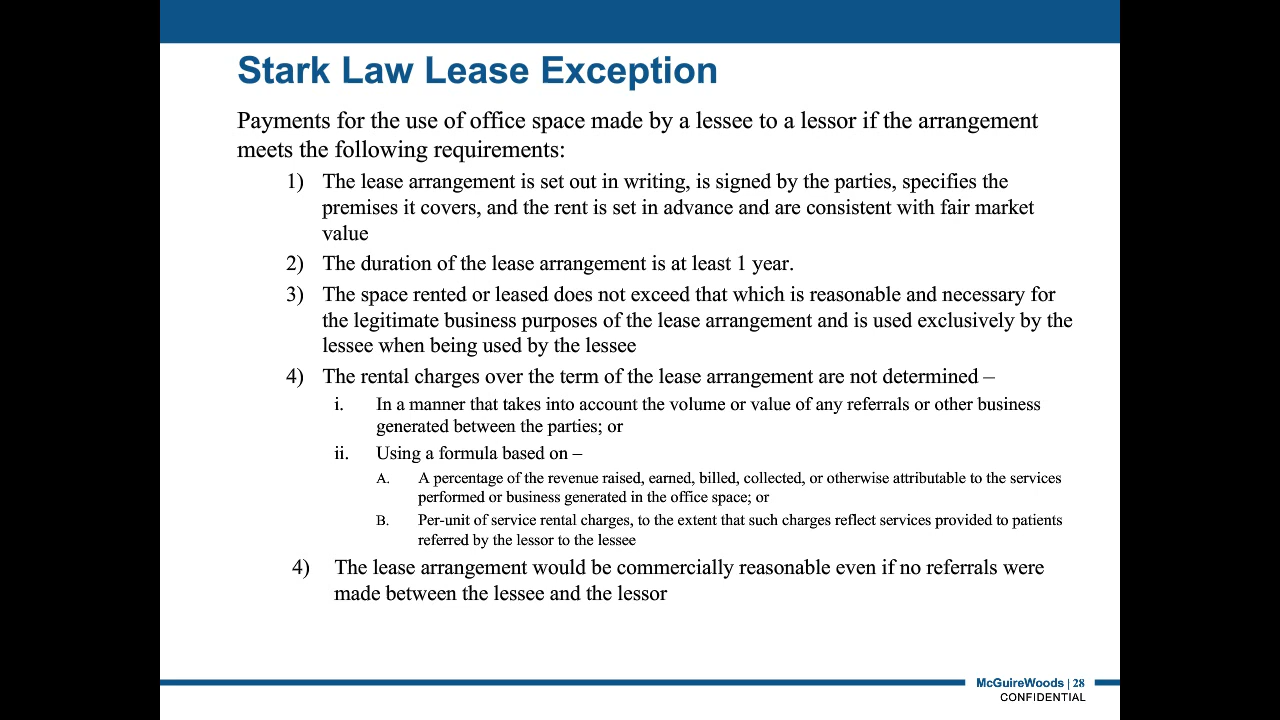 Stark Law Lease Exception
Payments for the use of office space made by a lessee to a lessor if the arrangement
meets the following requirements:
1) The lease arrangement is set out in writing, is signed by the parties, specifies the
premises it covers, and the rent is set in advance and are consistent with fair market
value
2) The duration of the lease arrangement is at least 1 year.
3) The space rented or leased does not exceed that which is reasonable and necessary for
the legitimate business purposes of the lease arrangement and is used exclusively by the
lessee when being used by the lessee
4) The rental charges over the term of the lease arrangement are not determined –
i. In a manner that takes into account the volume or value of any referrals or other business
generated between the parties; or
ii. Using a formula based on –
A. A percentage of the revenue raised, earned, billed, collected, or otherwise attributable to the services
performed or business generated in the office space; or
B. Per-unit of service rental charges, to the extent that such charges reflect services provided to patients
referred by the lessor to the lessee
4) The lease arrangement would be commercially reasonable even if no referrals were
made between the lessee and the lessor
McGuireWoods | 28
CONFIDENTIAL